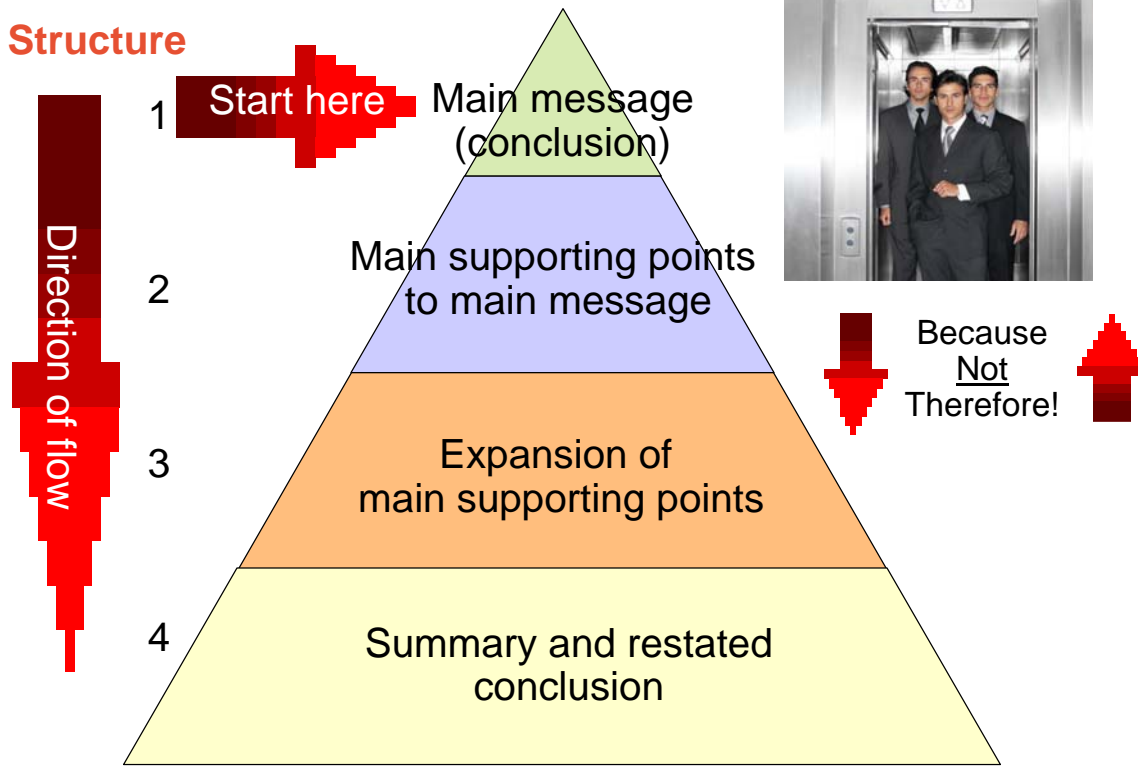 Structure
1
Start here
Main message
(conclusion)
Direction of flow
2
Main supporting points
to main message
Because
Not
Therefore!
3
Expansion of
main supporting points
4
Summary and restated
conclusion